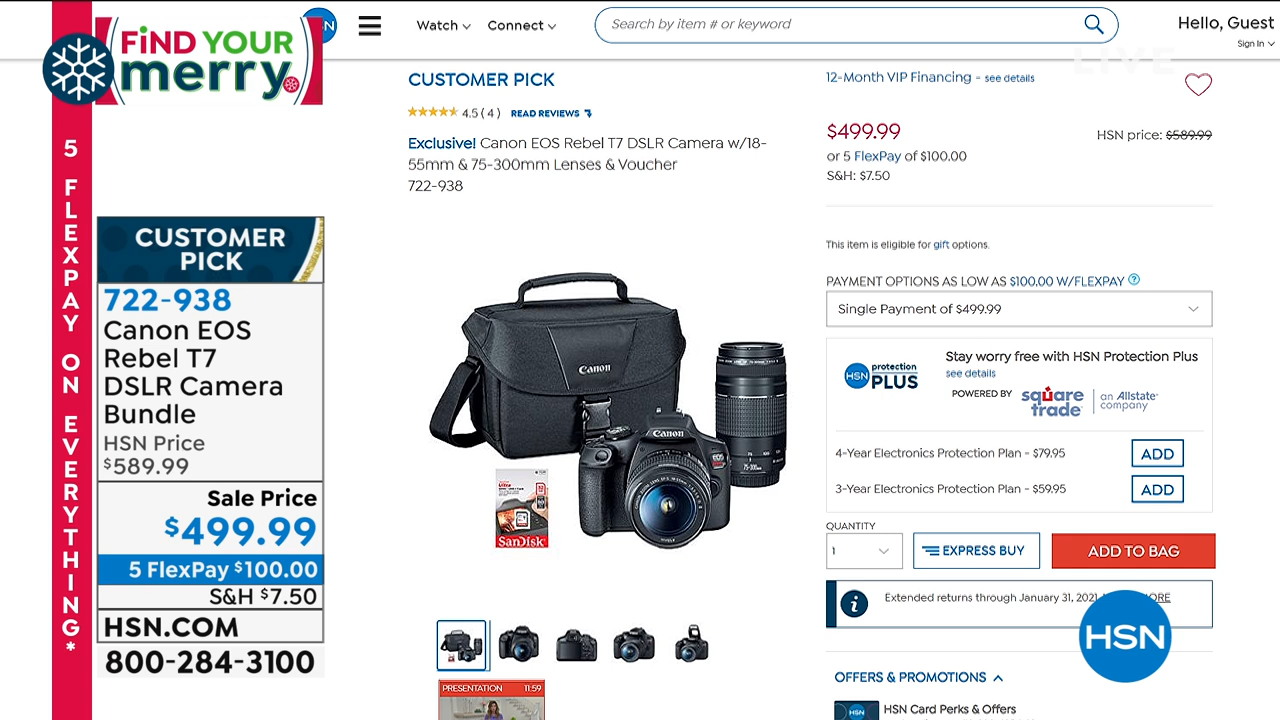 FiND YOUR
merry.
5 FLEXPAY ON EVERYTHING*
CUSTOMER
PICK
722-938
Canon EOS
Rebel T7
DSLR Camera
Bundle
HSN Price
$589.99
Sale Price
$499.99
5 FlexPay $100.00
S&H $7.50
HSN.COM
800-284-3100
Watch
Connect
Search by item # or keyword
Hello, Guest
Sign In
LIVE
CUSTOMER PICK
4.5 ( 4 ) READ REVIEWS
Exclusive! Canon EOS Rebel T7 DSLR Camera w/18-
55mm & 75-300mm Lenses & Voucher
722-938
Canon
Canon
EOS
75-300
Ultra
SanDisk
PRESENTATION 11:59
12-Month VIP Financing - see details
$499.99
HSN price: $589.99
or 5 FlexPay of $100.00
S&H: $7.50
This item is eligible for gift options.
PAYMENT OPTIONS AS LOW AS $100.00 W/FLEXPAY ?
Single Payment of $499.99
HSN protection
PLUS
Stay worry free with HSN Protection Plus
see details
POWERED BY square
trade
an Allstate
company
4-Year Electronics Protection Plan - $79.95
ADD
3-Year Electronics Protection Plan - $59.95
ADD
QUANTITY
1
EXPRESS BUY
ADD TO BAG
i
Extended returns through January 31, 2021.
HSN
OFFERS & PROMOTIONS
HSN
HSN Card Perks & Offers